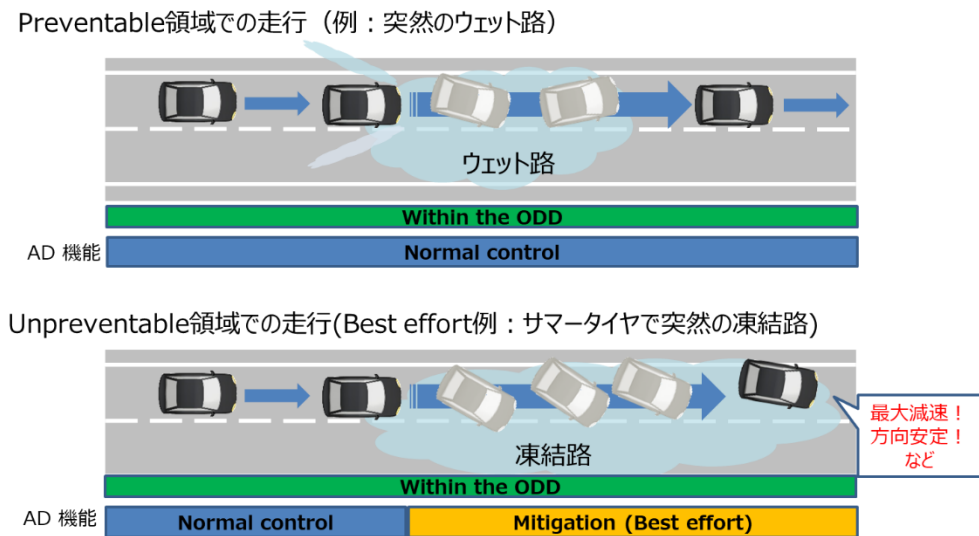 Preventable領域での走行（例：突然のウェット路）
ウェット路
Within the ODD
AD 機能
Normal control
Unpreventable領域での走行(Best effort例：サマータイヤで突然の凍結路)
最大減速！
方向安定！
など
凍結路
Within the ODD
AD 機能
Normal control
Mitigation (Best effort)